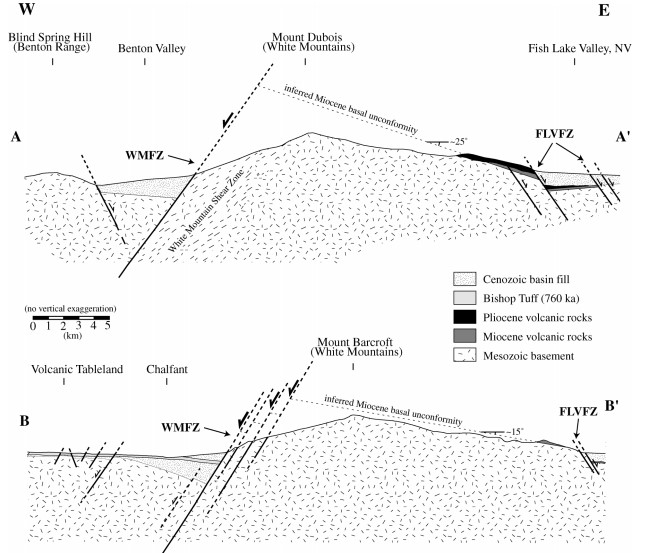 W
E
Blind Spring Hill
(Benton Range)
Benton Valley
Mount Dubois
(White Mountains)
Fish Lake Valley, NV
inferred Miocene basal unconformity
A
WMFZ
~25°
FLVFZ
A'
White Mountain Shear Zone
(no vertical exaggeration)
0 1 2 3 4 5
(km)
Cenozoic basin fill
Bishop Tuff (760 ka)
Pliocene volcanic rocks
Miocene volcanic rocks
Mesozoic basement
Volcanic Tableland
Chalfant
Mount Barcroft
(White Mountains)
inferred Miocene basal unconformity
B
WMFZ
~15°
FLVFZ
B'